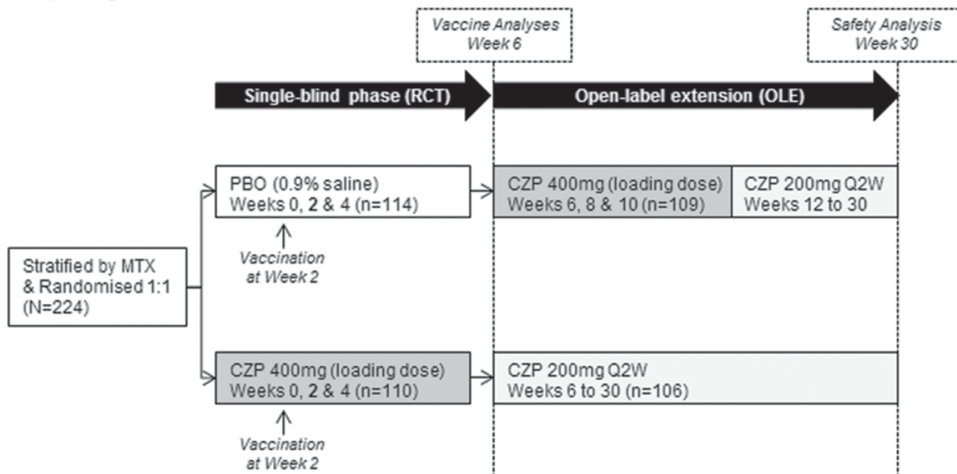 Vaccine Analyses
Week 6
Safety Analysis
Week 30
Single-blind phase (RCT)
Open-label extension (OLE)
PBO (0.9% saline)
Weeks 0, 2 & 4 (n=114)
CZP 400mg (loading dose)
Weeks 6, 8 & 10 (n=109)
CZP 200mg Q2W
Weeks 12 to 30
Vaccination
at Week 2
Stratified by MTX
& Randomised 1:1
(N=224)
CZP 400mg (loading dose)
Weeks 0, 2 & 4 (n=110)
CZP 200mg Q2W
Weeks 6 to 30 (n=106)
Vaccination
at Week 2